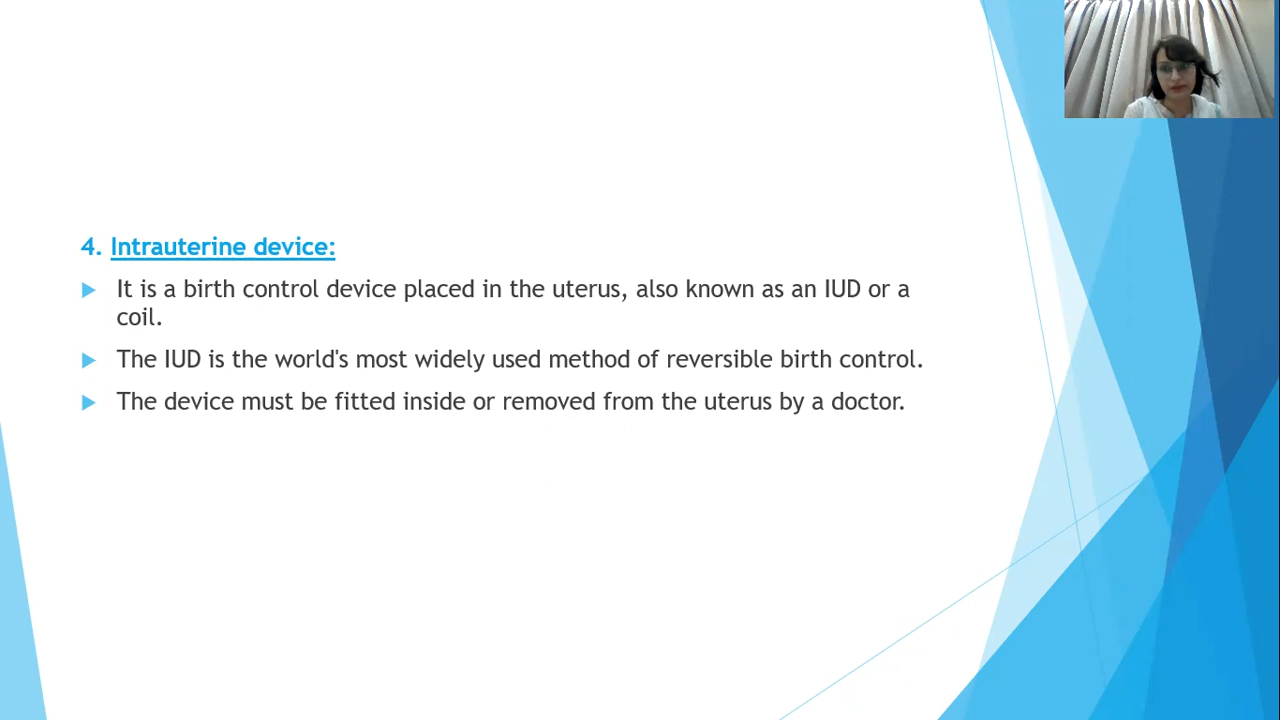 4. Intrauterine device:
It is a birth control device placed in the uterus, also known as an IUD or a
coil.
The IUD is the world's most widely used method of reversible birth control.
The device must be fitted inside or removed from the uterus by a doctor.